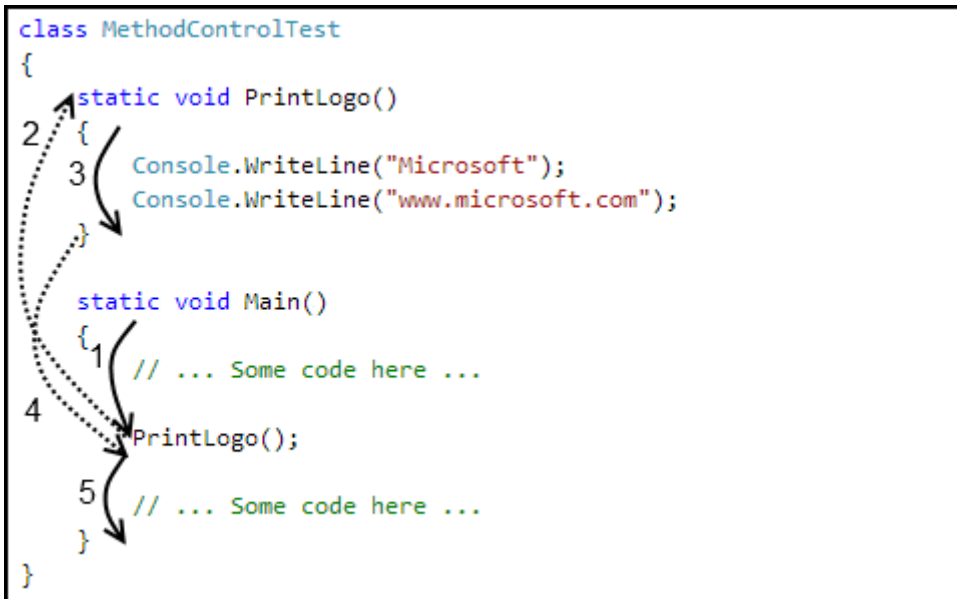 class MethodControlTest
{
static void PrintLogo()
2 {
3 Console.WriteLine("Microsoft");
Console.WriteLine("www.microsoft.com");
}
static void Main()
{
1 // ... Some code here ...
4 PrintLogo();
5 // ... Some code here ...
}
}